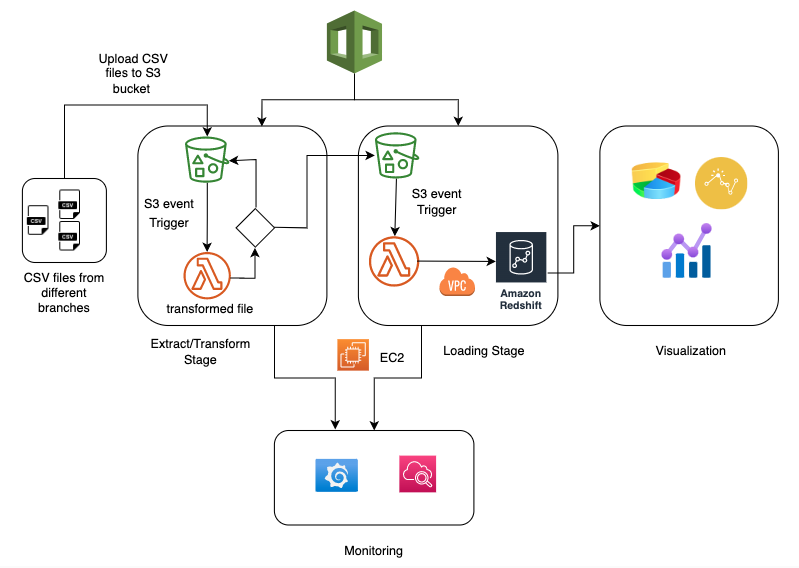 Upload CSV
files to S3
bucket
S3 event
Trigger
S3 event
Trigger
CSV
CSV
CSV
VPC
Amazon
Redshift
CSV files from
different
branches
transformed file
Extract/Transform
Stage
EC2
Loading Stage
Visualization
Monitoring